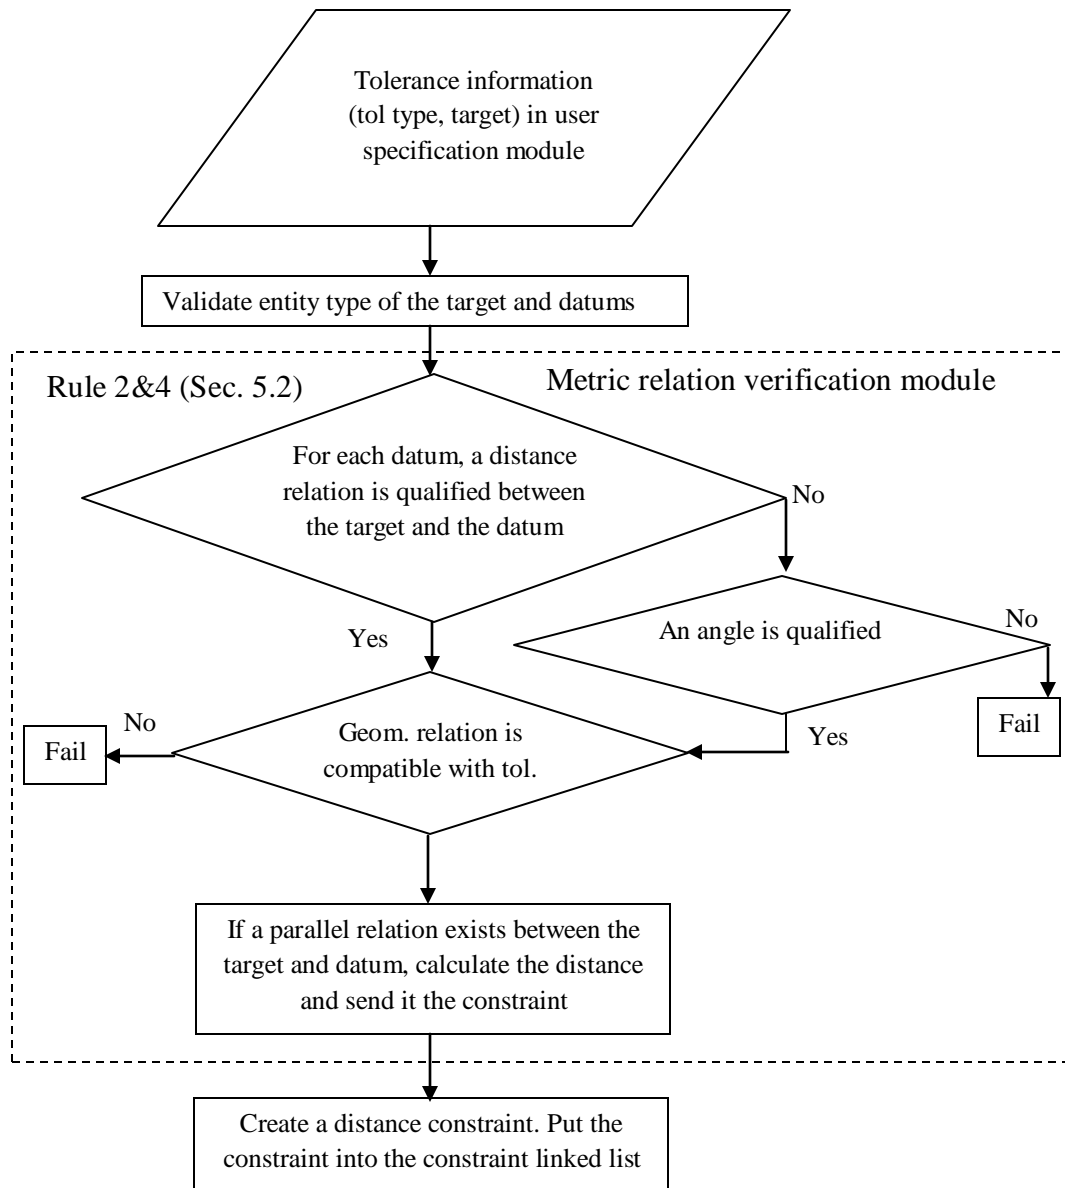 Tolerance information
(tol type, target) in user
specification module
Validate entity type of the target and datums
Rule 2&4 (Sec. 5.2)
Metric relation verification module
For each datum, a distance
relation is qualified between
the target and the datum
No
An angle is qualified
No
Yes
Fail
Yes
Geom. relation is
compatible with tol.
No
Fail
If a parallel relation exists between the
target and datum, calculate the distance
and send it the constraint
Create a distance constraint. Put the
constraint into the constraint linked list